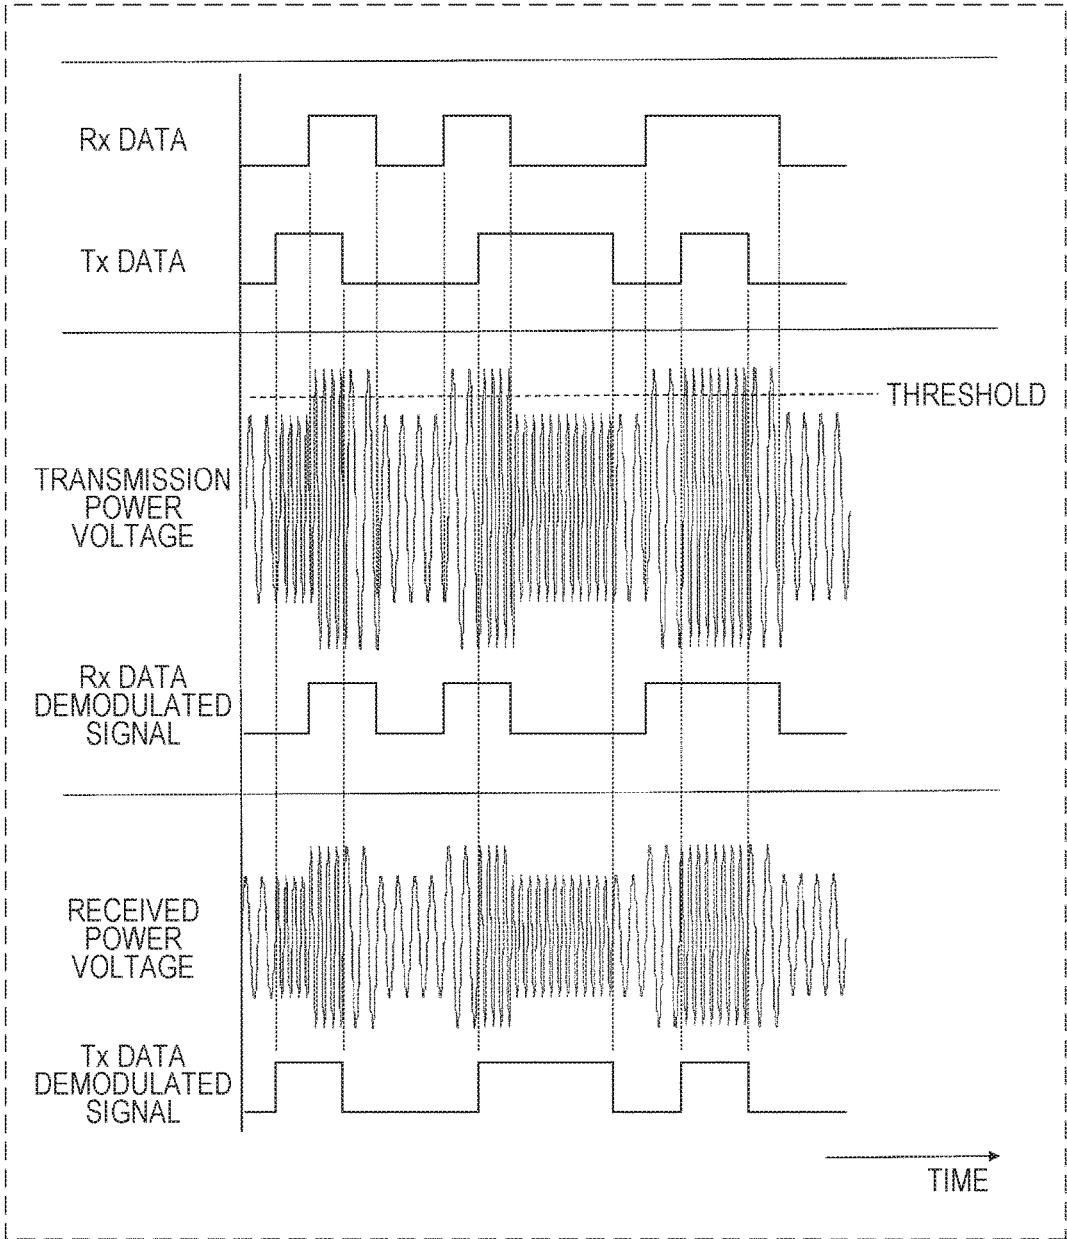 Rx DATA
Tx DATA
THRESHOLD
TRANSMISSION
POWER
VOLTAGE
Rx DATA
DEMODULATED
SIGNAL
RECEIVED
POWER
VOLTAGE
Tx DATA
DEMODULATED
SIGNAL
TIME